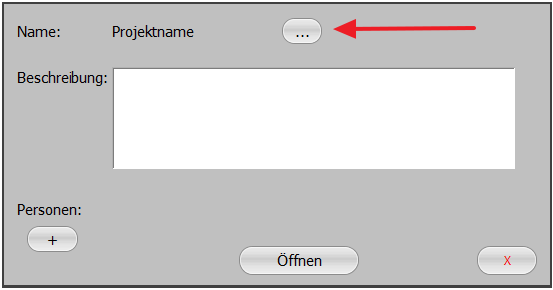 Name: Projektname ...
Beschreibung:
Personen:
+
Öffnen X